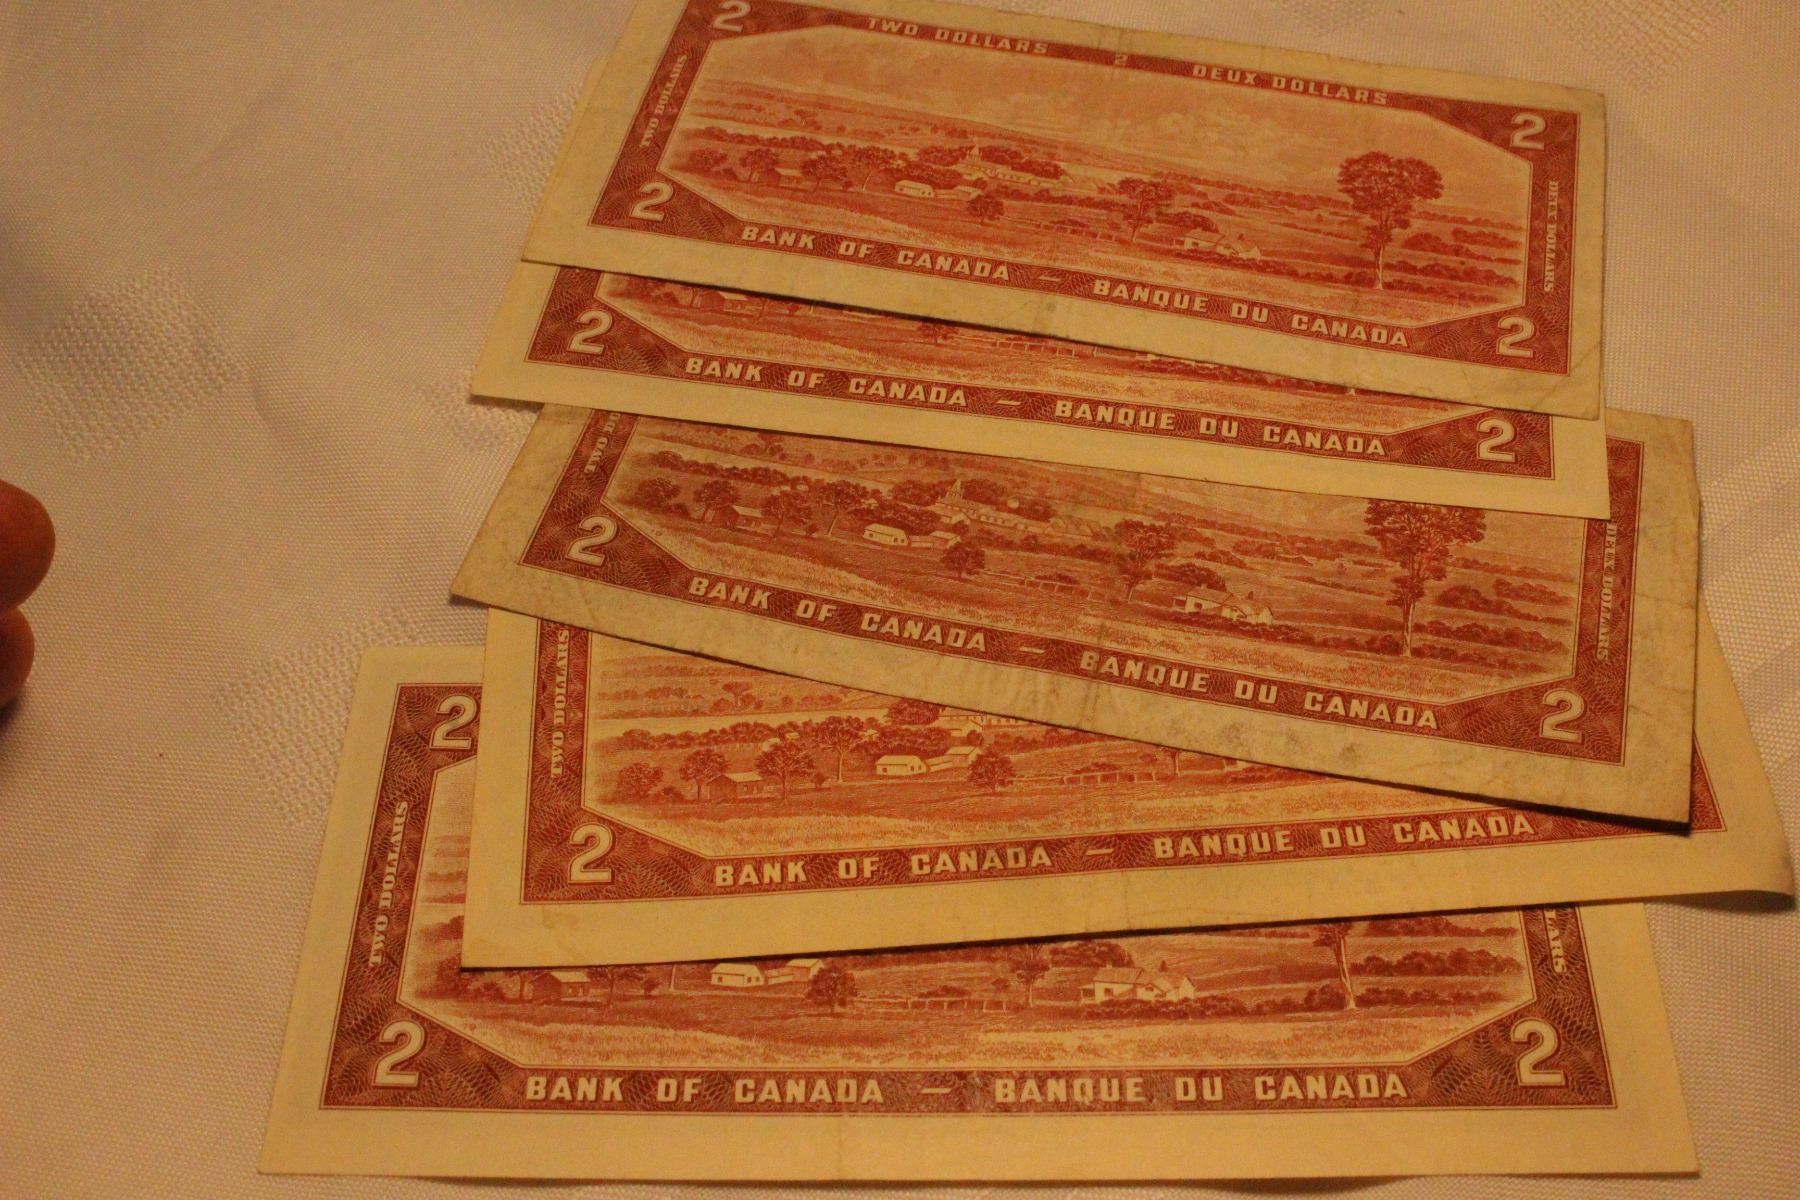 2 TWO DOLLARS 2 DEUX DOLLARS 2
TWO DOLLARS
DEUX DOLLARS
2 BANK OF CANADA — BANQUE DU CANADA 2
2 BANK OF CANADA — BANQUE DU CANADA 2
TWO D
DEUX DOLLARS
2 BANK OF CANADA — BANQUE DU CANADA 2
TWO DOLLARS
2 BANK OF CANADA — BANQUE DU CANADA
2
TWO DOLLARS
LLARS
2 BANK OF CANADA — BANQUE DU CANADA 2